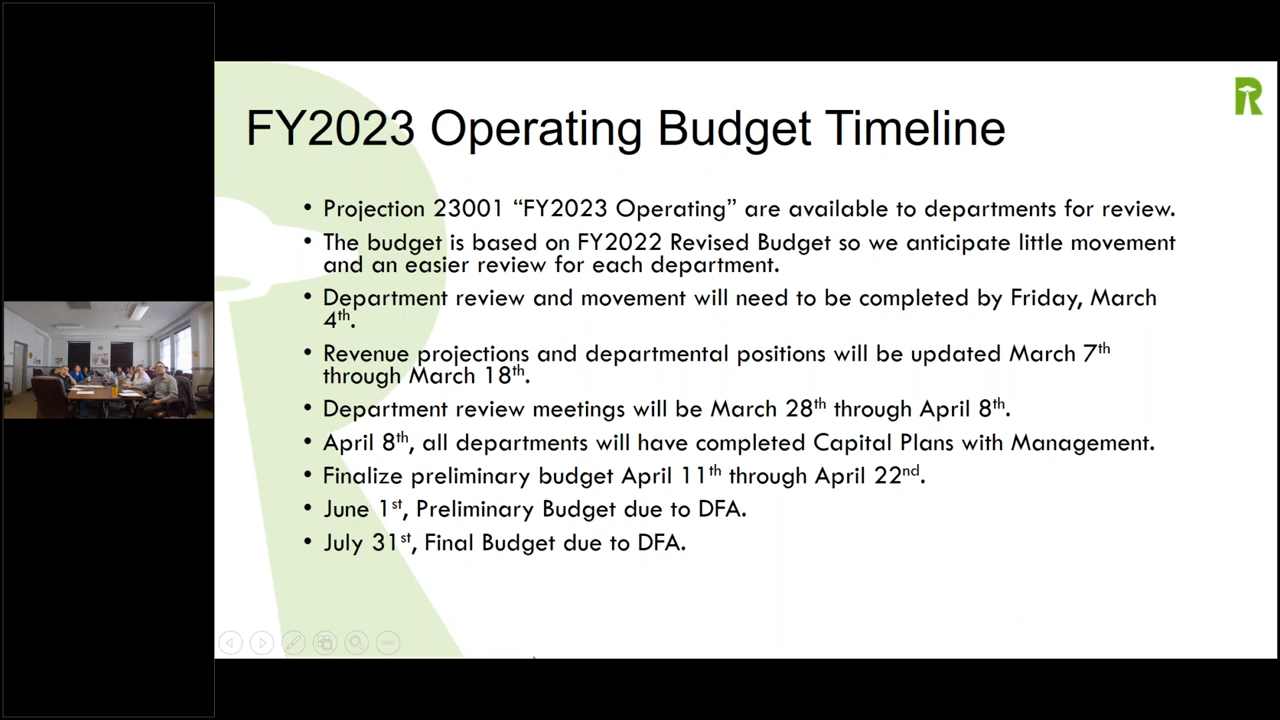 FY2023 Operating Budget Timeline
• Projection 23001 “FY2023 Operating” are available to departments for review.
• The budget is based on FY2022 Revised Budget so we anticipate little movement
and an easier review for each department.
• Department review and movement will need to be completed by Friday, March
4th.
• Revenue projections and departmental positions will be updated March 7th
through March 18th.
• Department review meetings will be March 28th through April 8th.
• April 8th, all departments will have completed Capital Plans with Management.
• Finalize preliminary budget April 11th through April 22nd.
• June 1st, Preliminary Budget due to DFA.
• July 31st, Final Budget due to DFA.
R